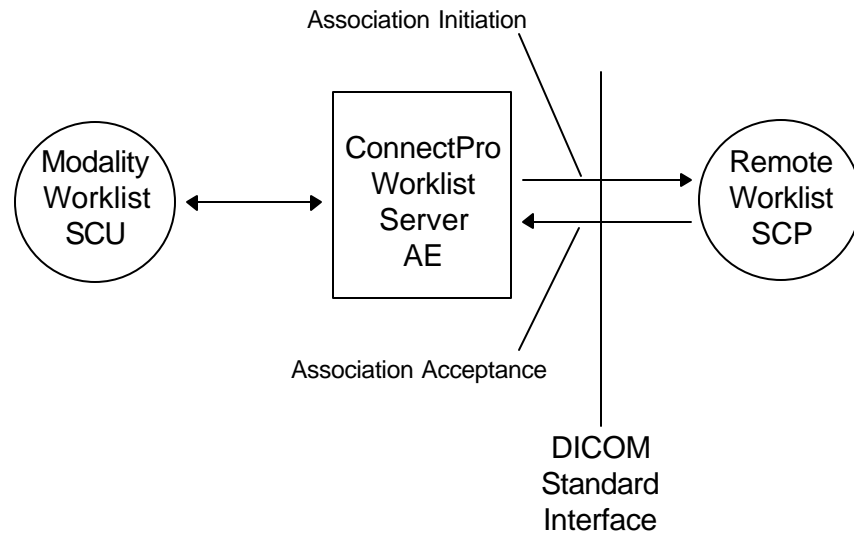 Association Initiation
Modality
Worklist
SCU
ConnectPro
Worklist
Server
AE
Remote
Worklist
SCP
Association Acceptance
DICOM
Standard
Interface